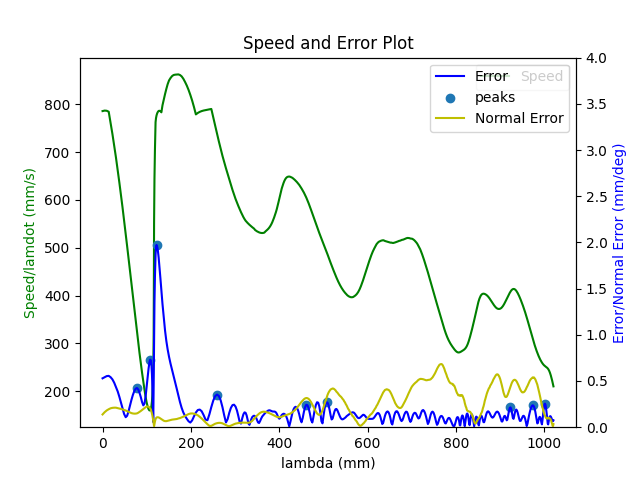 Speed and Error Plot
Error
Speed
peaks
Normal Error
800
700
600
500
400
300
200
Speed/lamdot (mm/s)
4.0
3.5
3.0
2.5
2.0
1.5
1.0
0.5
0.0
Error/Normal Error (mm/deg)
0 200 400 600 800 1000
lambda (mm)